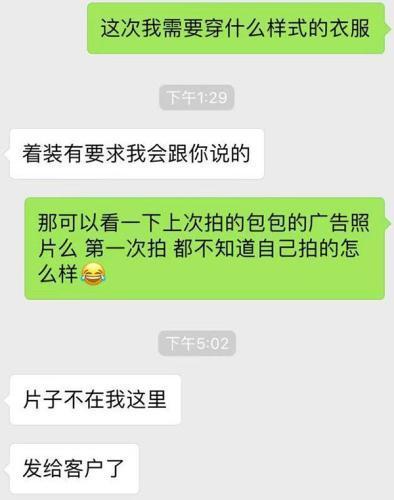 这次我需要穿什么样式的衣服
下午1:29
着装有要求我会跟你说的
那可以看一下上次拍的包包的广告照
片么 第一次拍 都不知道自己拍的怎
么样😂
下午5:02
片子不在我这里
发给客户了